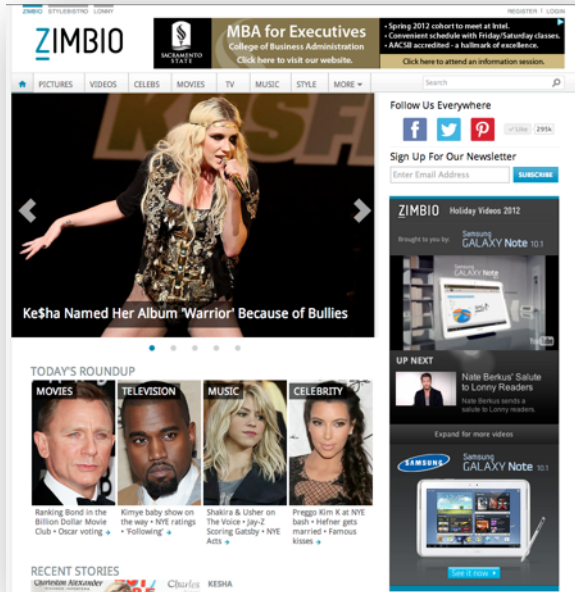 ZIMBIO STYLEBISTRO LONNY
REGISTER | LOGIN
ZIMBIO
SACRAMENTO
STATE
MBA for Executives
College of Business Administration
Click here to visit our website.
• Spring 2012 cohort to meet at Intel.
• Convenient schedule with Friday/Saturday classes.
• AACSB accredited - a hallmark of excellence.
Click here to attend an information session.
PICTURES VIDEOS CELEBS MOVIES TV MUSIC STYLE MORE
Search
Follow Us Everywhere
Like 295k
Sign Up For Our Newsletter
Enter Email Address SUBSCRIBE
Ke$ha Named Her Album 'Warrior' Because of Bullies
ZIMBIO Holiday Videos 2012
Brought to you by: Samsung
GALAXY Note 10.1
Samsung
GALAXY Note
YouTube
UP NEXT
Nate Berkus' Salute
to Lonny Readers
Nate Berkus sends a
salute to Lonny readers.
Expand for more videos
SAMSUNG
Samsung
GALAXY Note 10.1
See it now
TODAY'S ROUNDUP
MOVIES
TELEVISION
MUSIC
CELEBRITY
Ranking Bond in the
Billion Dollar Movie
Club • Oscar voting
Kimye baby show on
the way • NYE ratings
• 'Following'
Shakira & Usher on
The Voice • Jay-Z
Scoring Gatsby • NYE
Acts
Preggo Kim K at NYE
bash • Hefner gets
married • Famous
kisses
RECENT STORIES
Charleston Alexander
Charles
KESHA